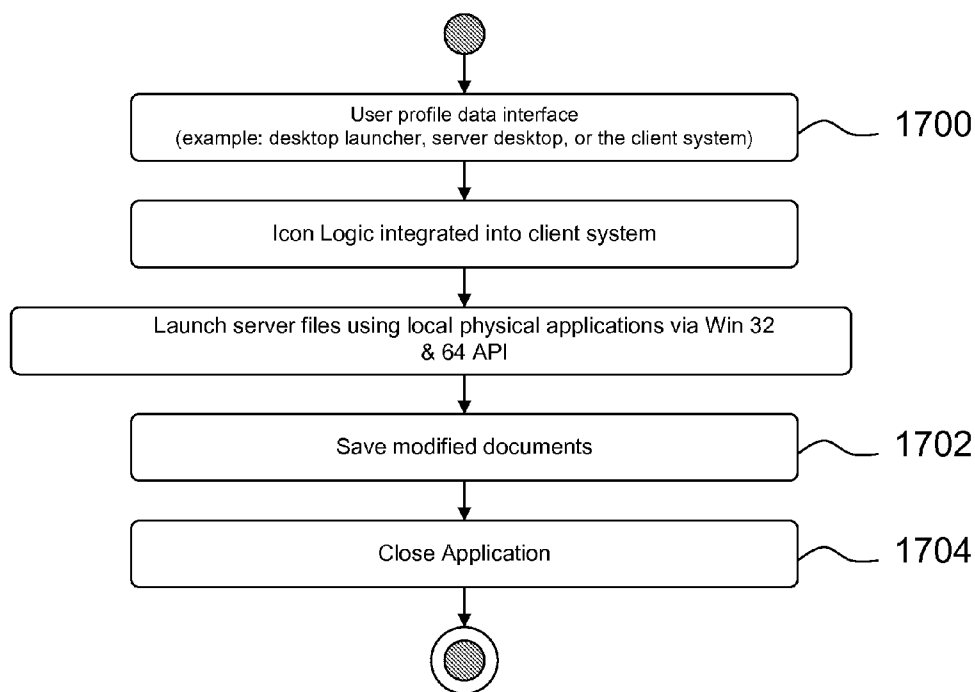 User profile data interface
(example: desktop launcher, server desktop, or the client system)
1700
Icon Logic integrated into client system
Launch server files using local physical applications via Win 32
& 64 API
Save modified documents
1702
Close Application
1704